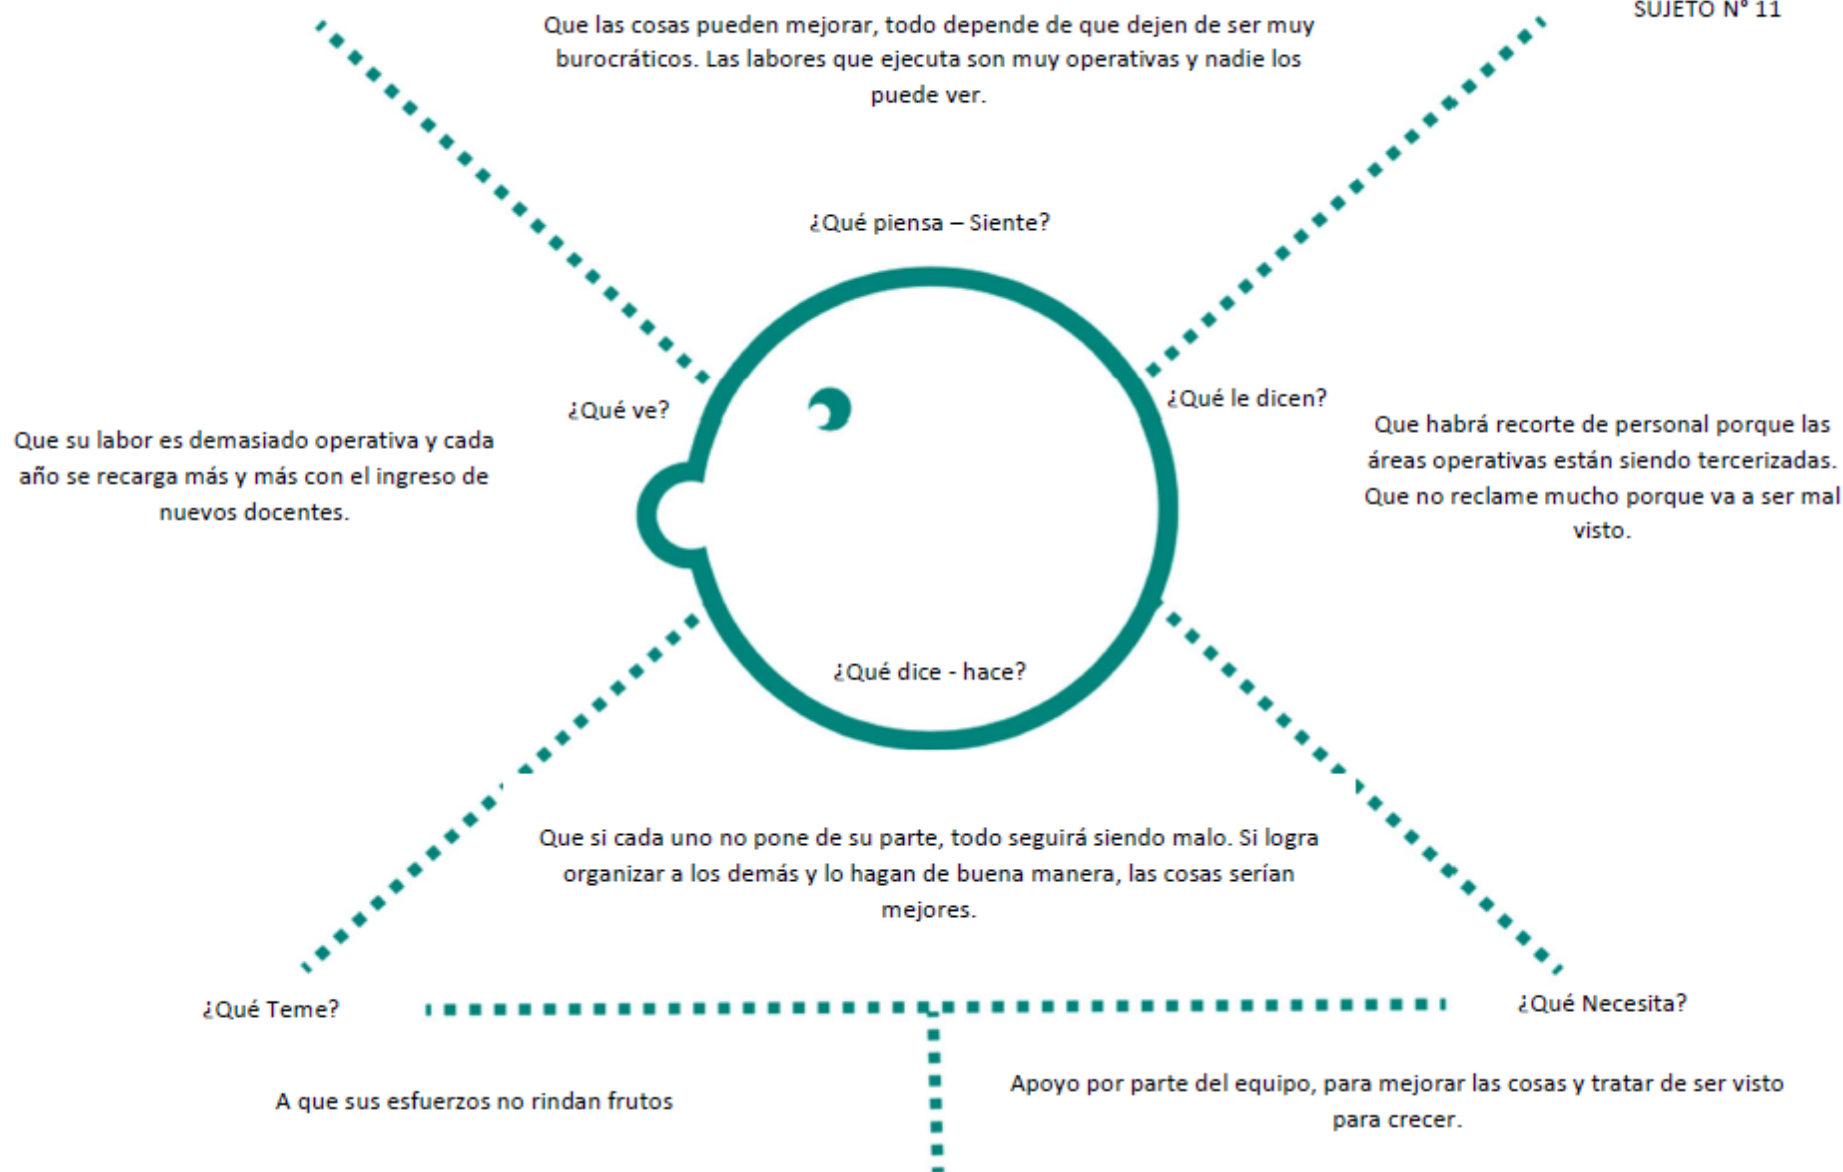 SUJETO N° 11
Que las cosas pueden mejorar, todo depende de que dejen de ser muy
burocráticos. Las labores que ejecuta son muy operativas y nadie los
puede ver.
¿Qué piensa – Siente?
¿Qué ve?
Que su labor es demasiado operativa y cada
año se recarga más y más con el ingreso de
nuevos docentes.
¿Qué le dicen?
Que habrá recorte de personal porque las
áreas operativas están siendo tercerizadas.
Que no reclame mucho porque va a ser mal
visto.
¿Qué dice - hace?
Que si cada uno no pone de su parte, todo seguirá siendo malo. Si logra
organizar a los demás y lo hagan de buena manera, las cosas serían
mejores.
¿Qué Teme?
A que sus esfuerzos no rindan frutos
¿Qué Necesita?
Apoyo por parte del equipo, para mejorar las cosas y tratar de ser visto
para crecer.